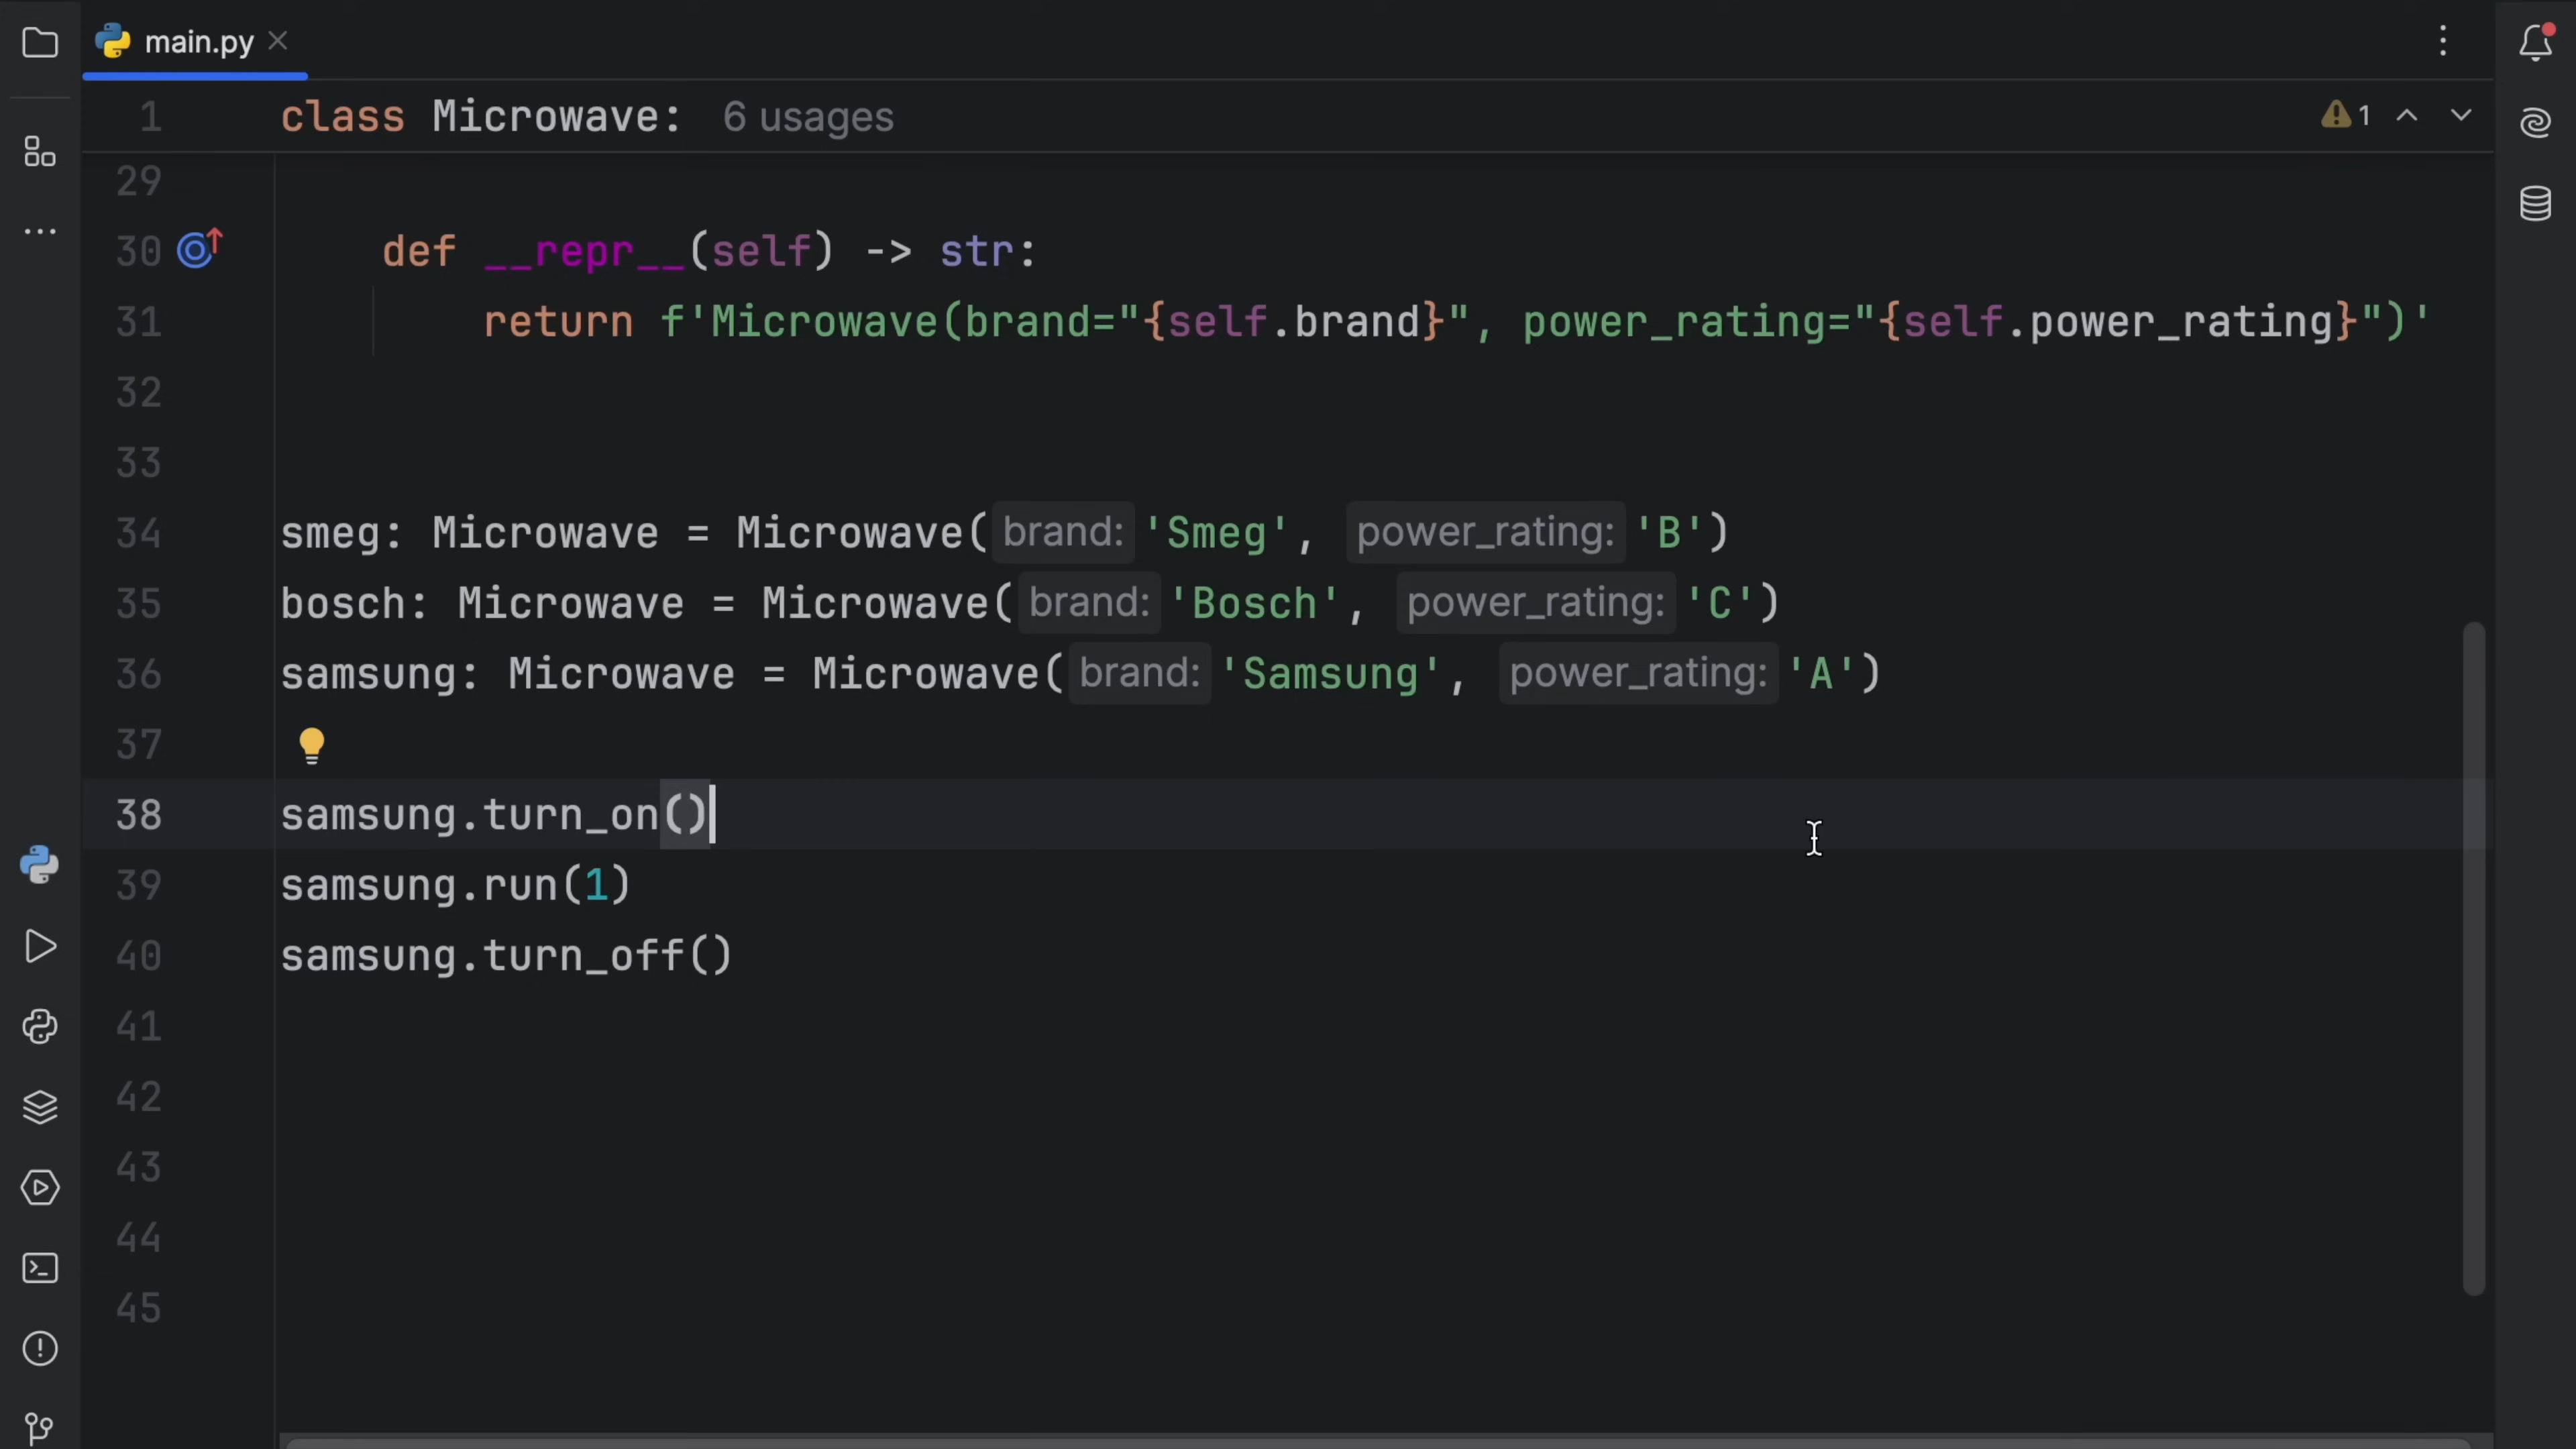 main.py
1 class Microwave: 6 usages
1
29
30 def __repr__(self) -> str:
31 return f'Microwave(brand="{self.brand}", power_rating="{self.power_rating}")'
32
33
34 smeg: Microwave = Microwave( brand: 'Smeg', power_rating: 'B')
35 bosch: Microwave = Microwave( brand: 'Bosch', power_rating: 'C')
36 samsung: Microwave = Microwave( brand: 'Samsung', power_rating: 'A')
37
38 samsung.turn_on()
39 samsung.run(1)
40 samsung.turn_off()
41
42
43
44
45